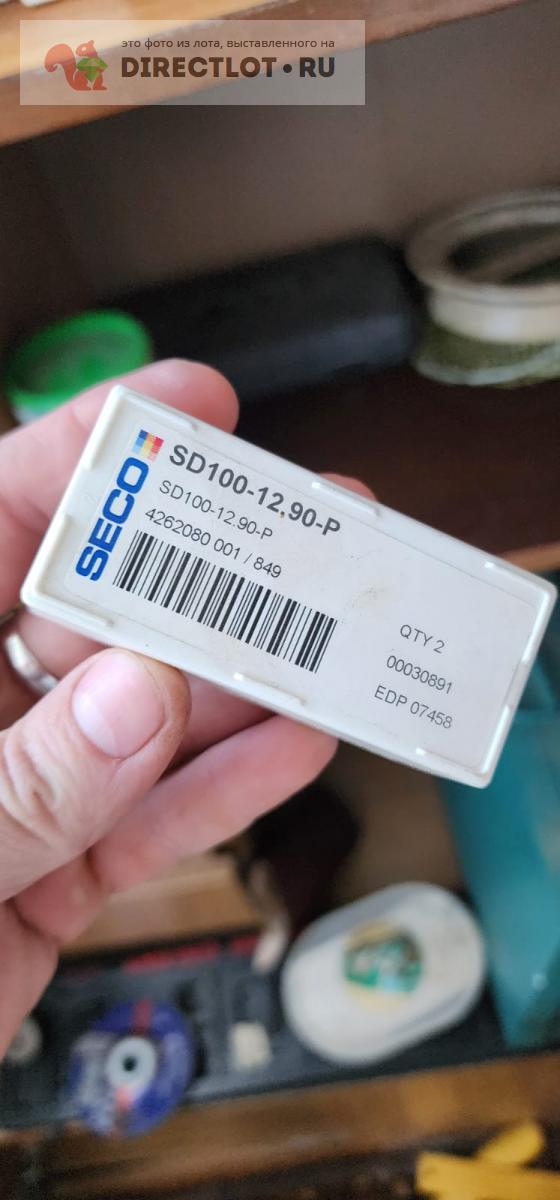 это фото из лота, выставленного на
DIRECTLOT•RU
SECO
SD100-12.90-P
SD100-12.90-P
4262080 001 / 849
QTY 2
00030891
EDP 07458